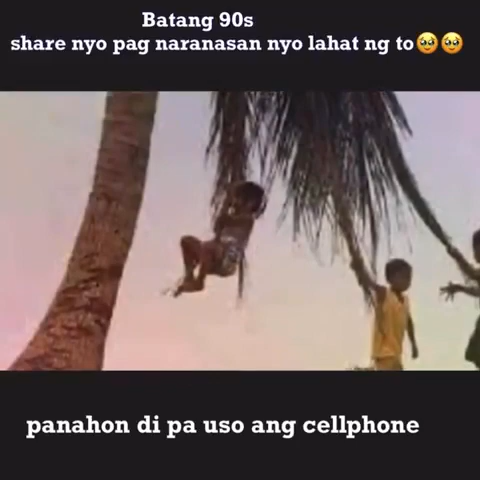 Batang 90s
share nyo pag naranasan nyo lahat ng to🥹🥹
panahon di pa uso ang cellphone